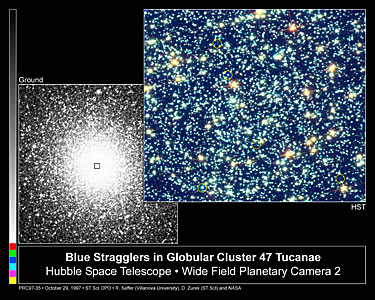 Ground
HST
Blue Stragglers in Globular Cluster 47 Tucanae
Hubble Space Telescope • Wide Field Planetary Camera 2
PRC97-35 • October 29, 1997 • ST ScI OPO • R. Saffer (Villanova University), D. Zurek (ST ScI) and NASA